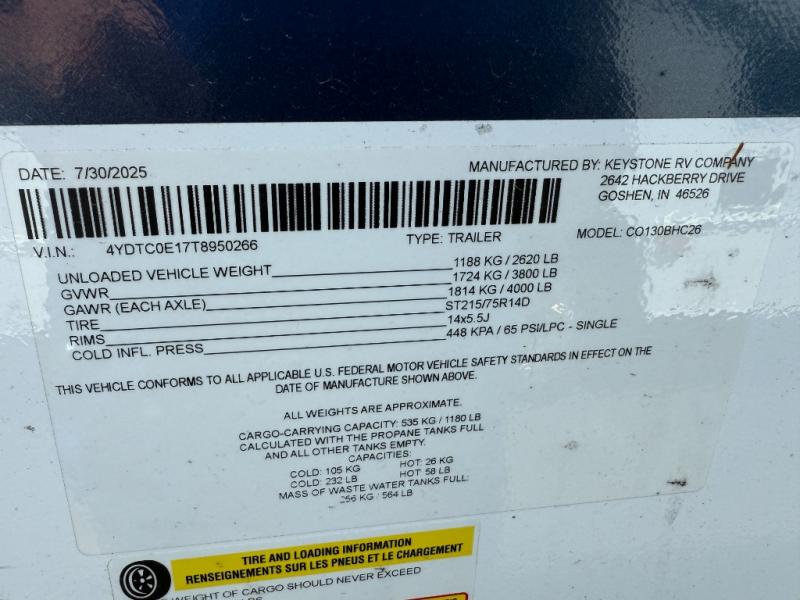 DATE: 7/30/2025
MANUFACTURED BY: KEYSTONE RV COMPANY
2642 HACKBERRY DRIVE
GOSHEN, IN 46526
V.I.N.: 4YDTC0E17T8950266
TYPE: TRAILER
MODEL: CO130BHC26
UNLOADED VEHICLE WEIGHT 1188 KG / 2620 LB
GVWR 1724 KG / 3800 LB
GAWR (EACH AXLE) 1814 KG / 4000 LB
TIRE ST215/75R14D
RIMS 14x5.5J
COLD INFL. PRESS 448 KPA / 65 PSI/LPC - SINGLE
THIS VEHICLE CONFORMS TO ALL APPLICABLE U.S. FEDERAL MOTOR VEHICLE SAFETY STANDARDS IN EFFECT ON THE
DATE OF MANUFACTURE SHOWN ABOVE.
ALL WEIGHTS ARE APPROXIMATE.
CARGO-CARRYING CAPACITY: 535 KG / 1180 LB
CALCULATED WITH THE PROPANE TANKS FULL
AND ALL OTHER TANKS EMPTY.
CAPACITIES:
COLD: 105 KG HOT: 26 KG
COLD: 232 LB HOT: 58 LB
MASS OF WASTE WATER TANKS FULL:
256 KG / 564 LB
TIRE AND LOADING INFORMATION
RENSEIGNEMENTS SUR LES PNEUS ET LE CHARGEMENT
WEIGHT OF CARGO SHOULD NEVER EXCEED